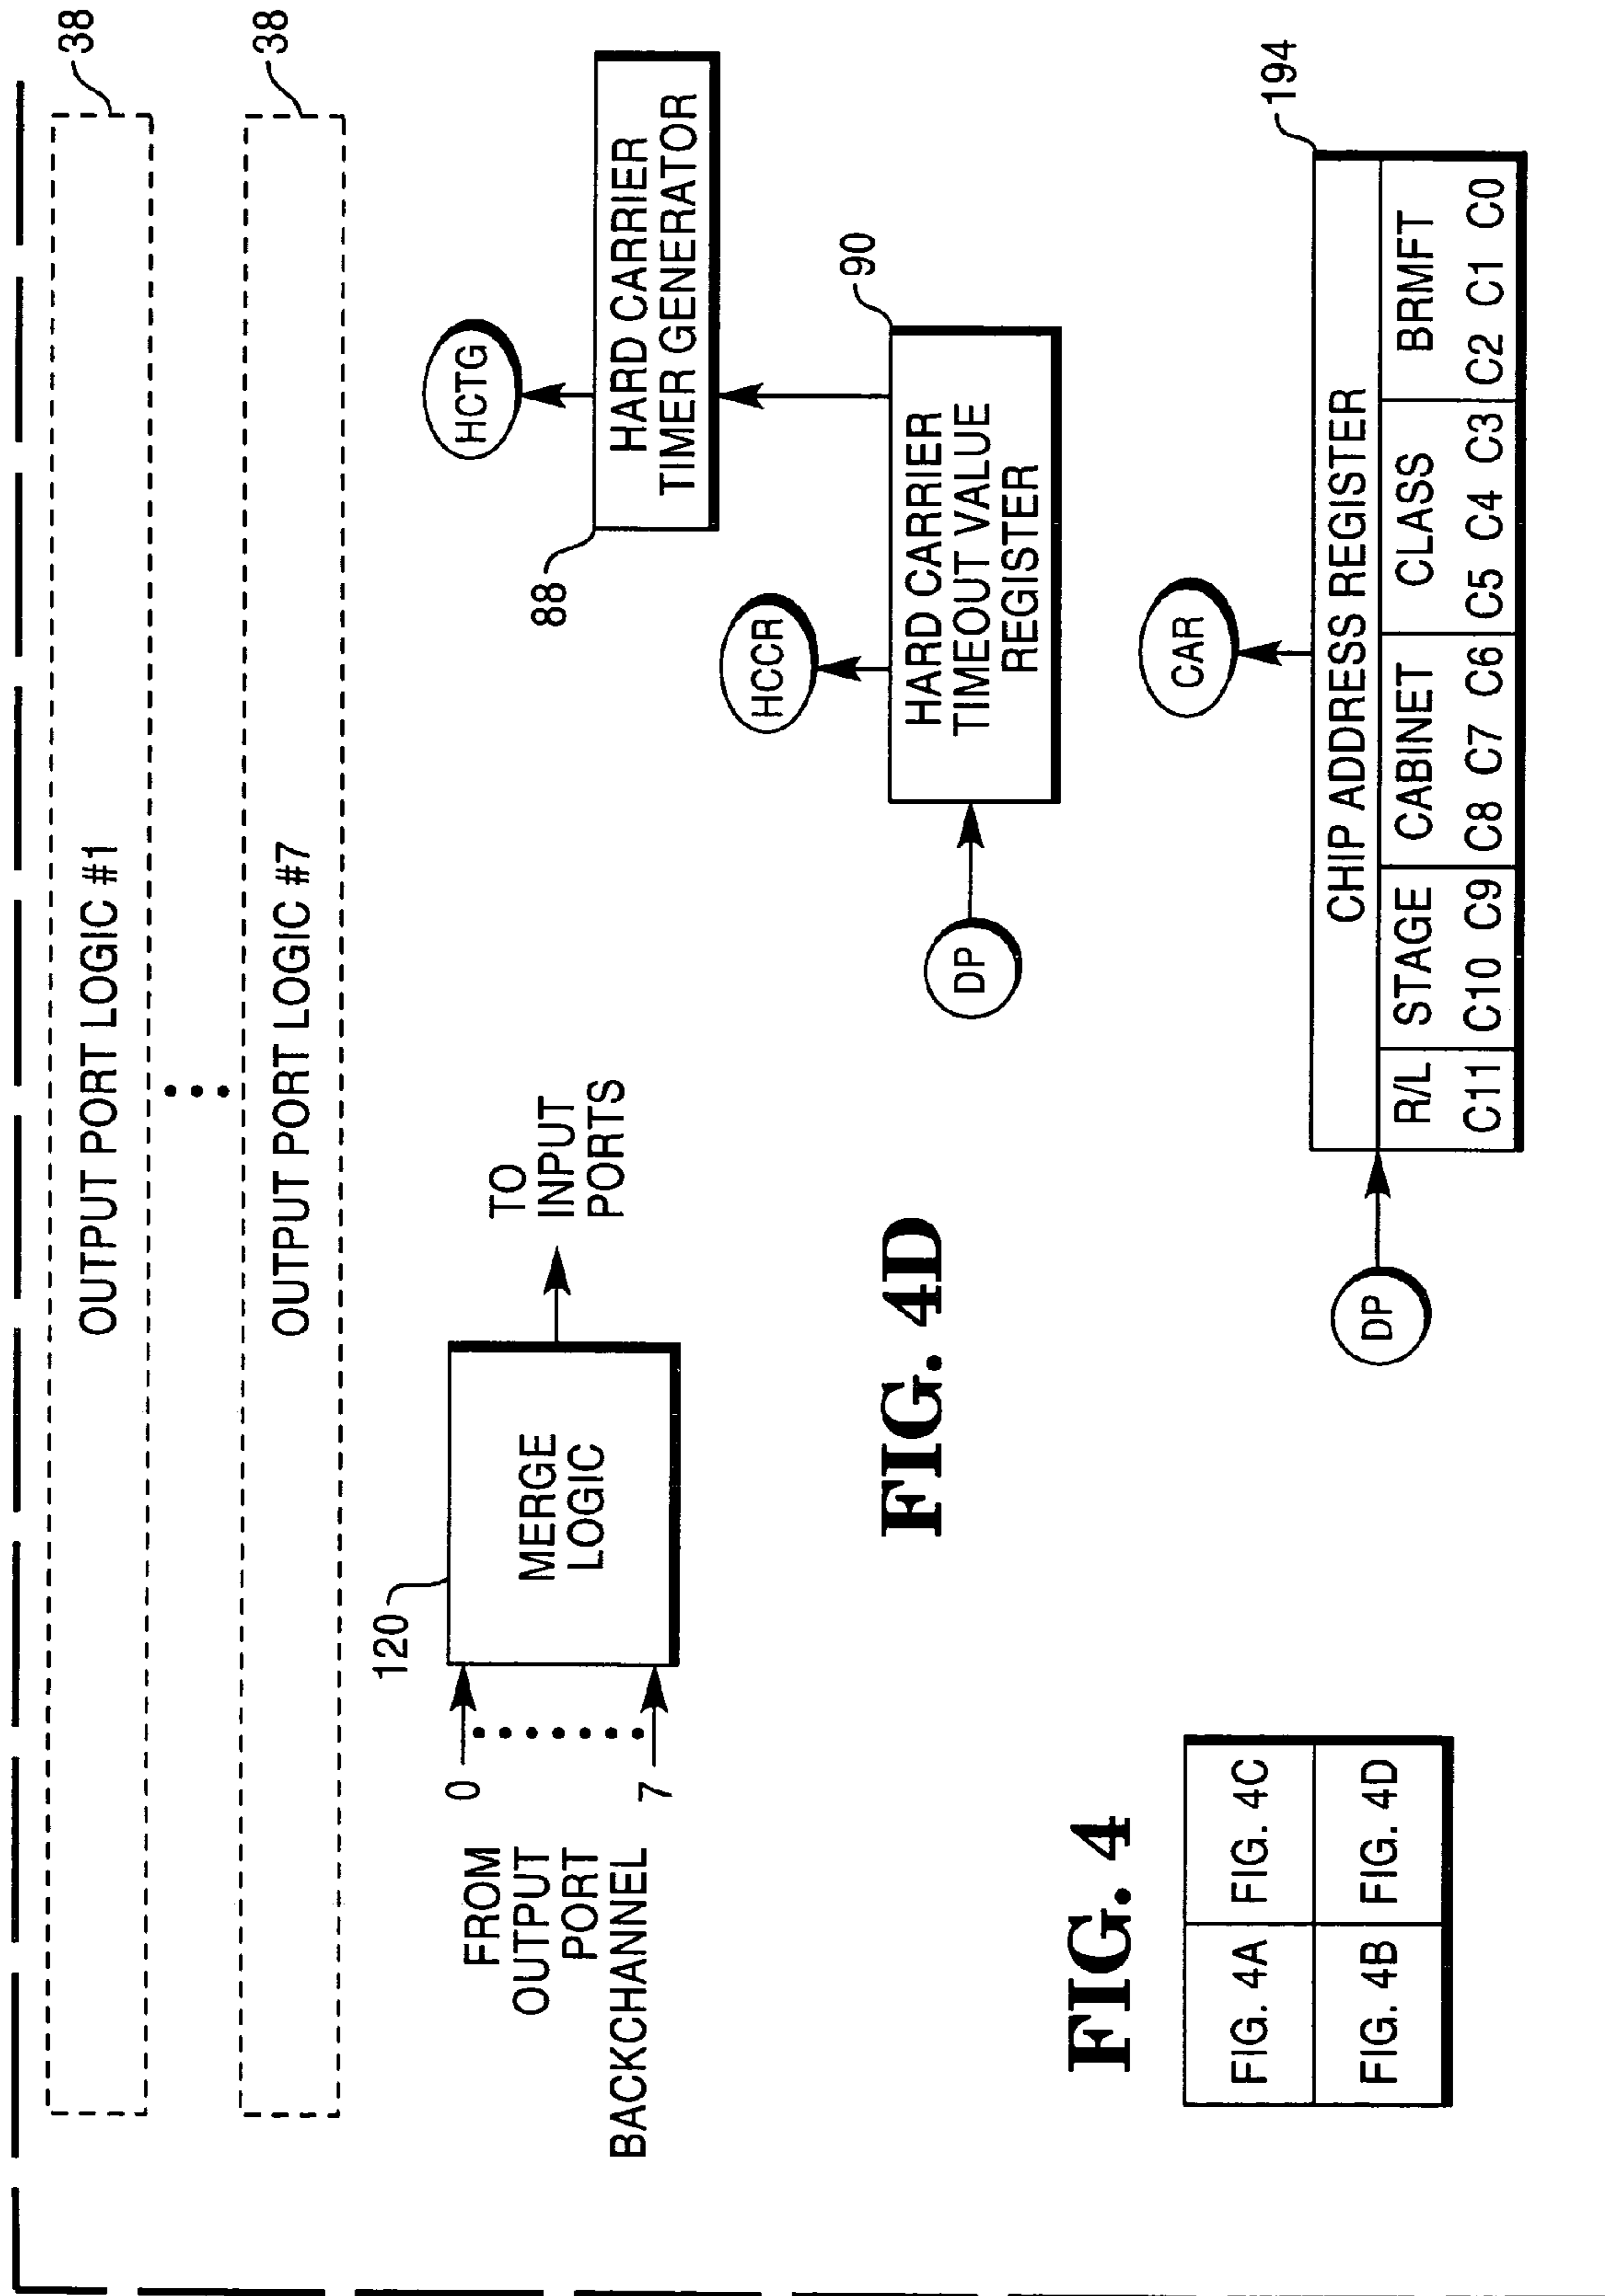 OUTPUT PORT LOGIC #1
38
OUTPUT PORT LOGIC #7
38
120
MERGE
LOGIC
FROM
OUTPUT
PORT
BACKCHANNEL
0
7
TO
INPUT
PORTS
HCTG
88
HARD CARRIER
TIMER GENERATOR
HCCR
90
HARD CARRIER
TIMEOUT VALUE
REGISTER
DP
FIG. 4D
CAR
194
CHIP ADDRESS REGISTER
R/L STAGE CABINET CLASS BRMFT
C11 C10 C9 C8 C7 C6 C5 C4 C3 C2 C1 C0
DP
FIG. 4
FIG. 4A FIG. 4C
FIG. 4B FIG. 4D